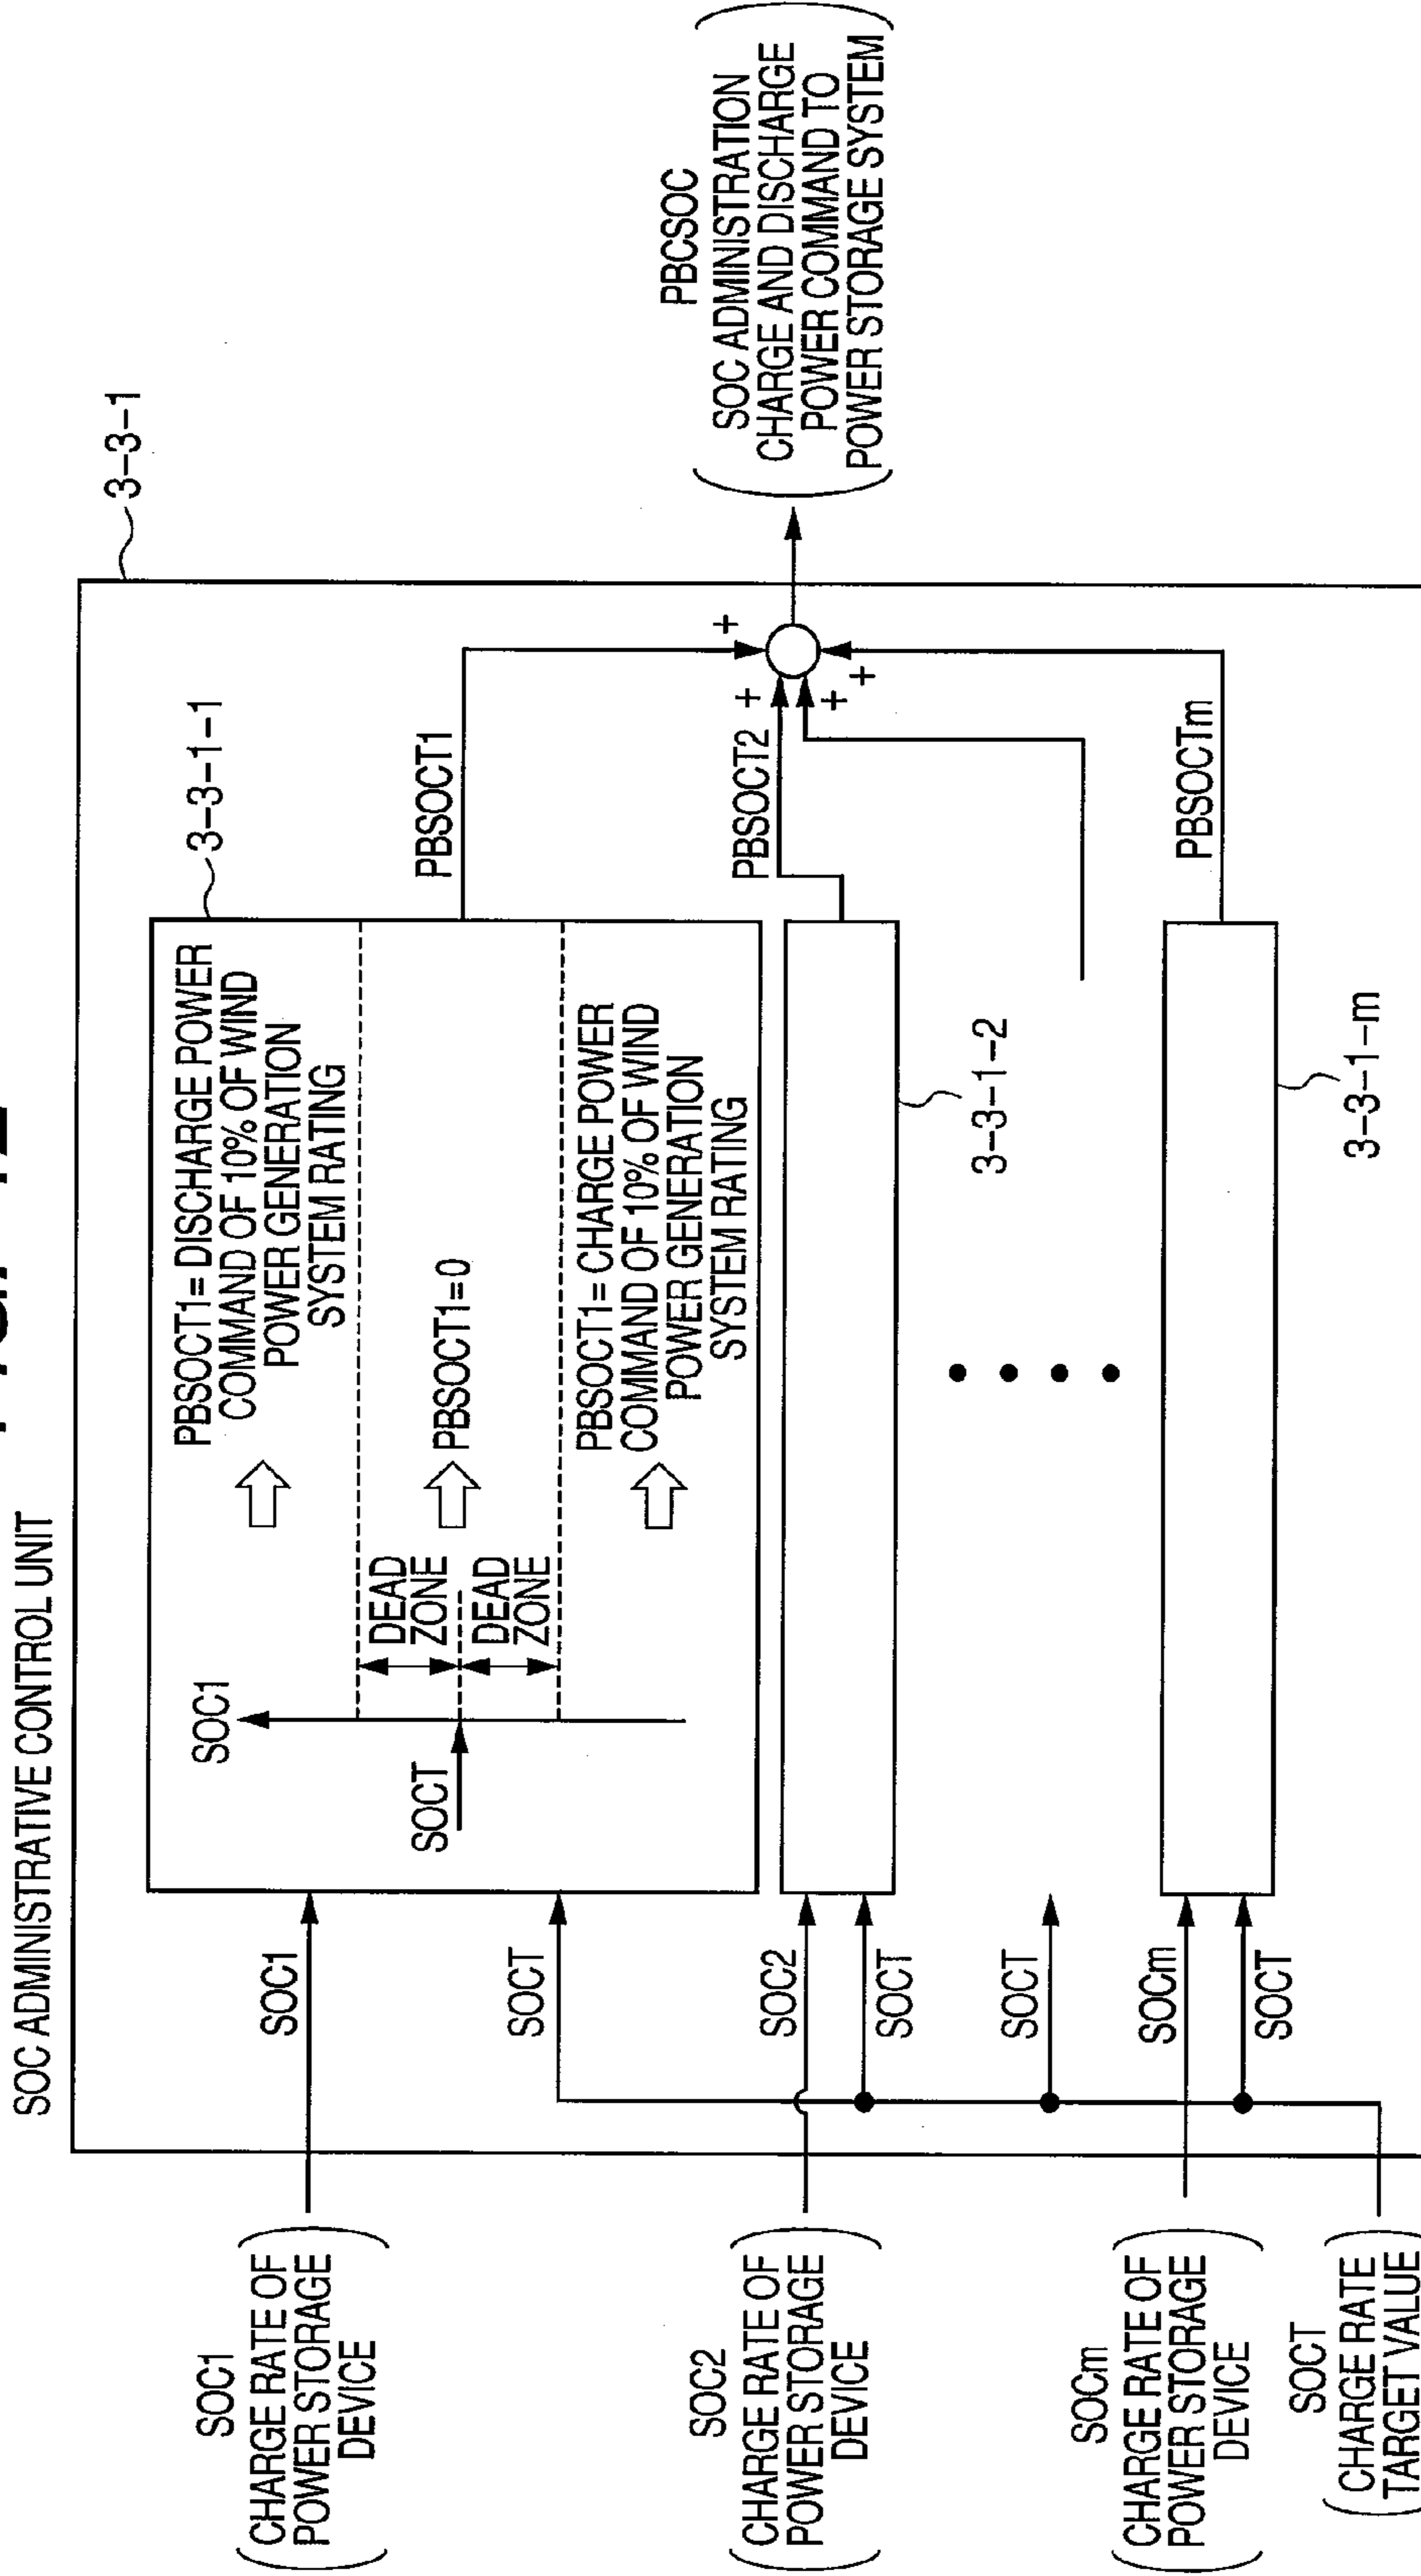 SOC ADMINISTRATIVE CONTROL UNIT
3-3-1
SOC1
CHARGE RATE OF
POWER STORAGE
DEVICE
SOC2
CHARGE RATE OF
POWER STORAGE
DEVICE
SOCm
CHARGE RATE OF
POWER STORAGE
DEVICE
SOCT
CHARGE RATE
TARGET VALUE
SOC1
SOCT
SOC2
SOCT
SOCT
SOCm
SOCT
3-3-1-1
SOC1
SOCT
DEAD
ZONE
DEAD
ZONE
PBSOCT1= DISCHARGE POWER
COMMAND OF 10% OF WIND
POWER GENERATION
SYSTEM RATING
PBSOCT1=0
PBSOCT1= CHARGE POWER
COMMAND OF 10% OF WIND
POWER GENERATION
SYSTEM RATING
3-3-1-2
3-3-1-m
PBSOCT1
PBSOCT2
PBSOCTm
+
+
+
+
PBCSOC
SOC ADMINISTRATION
CHARGE AND DISCHARGE
POWER COMMAND TO
POWER STORAGE SYSTEM